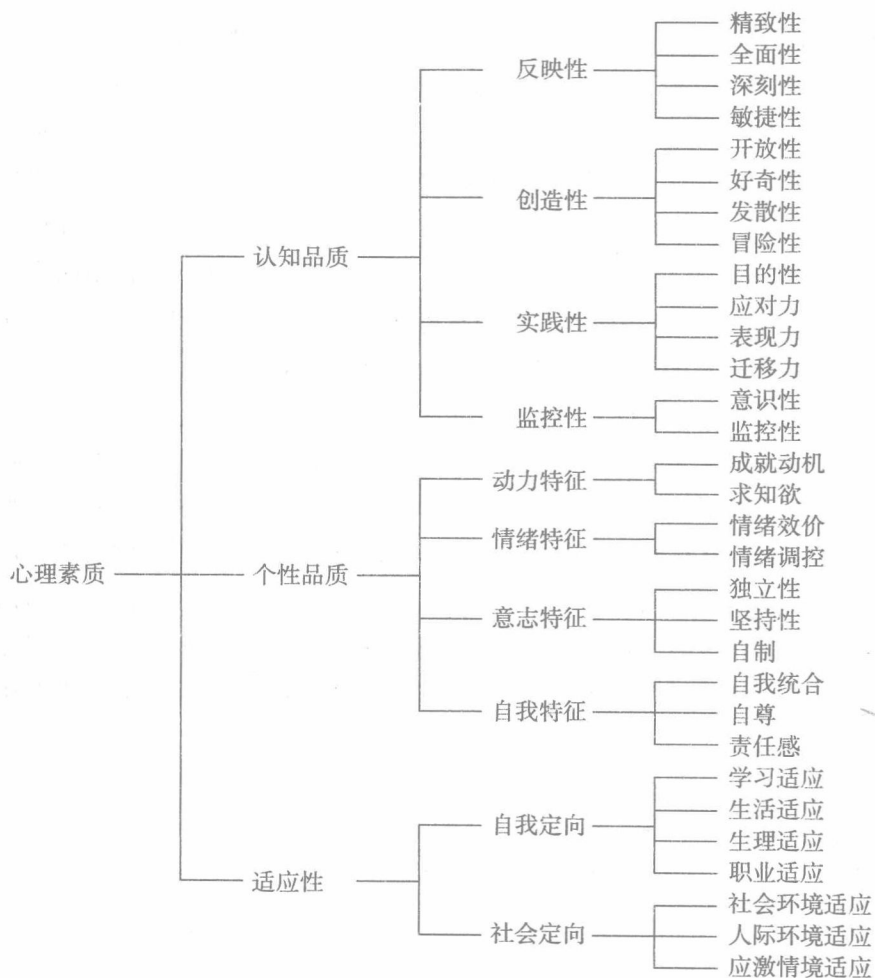 精致性
全面性
反映性
深刻性
敏捷性
开放性
好奇性
创造性
发散性
冒险性
认知品质
目的性
应对力
实践性
表现力
迁移力
意识性
监控性
监控性
成就动机
动力特征
求知欲
情绪效价
情绪特征
情绪调控
心理素质
个性品质
独立性
意志特征
坚持性
自制
自我统合
自我特征
自尊
责任感
学习适应
生活适应
自我定向
生理适应
职业适应
适应性
社会环境适应
社会定向
人际环境适应
应激情境适应